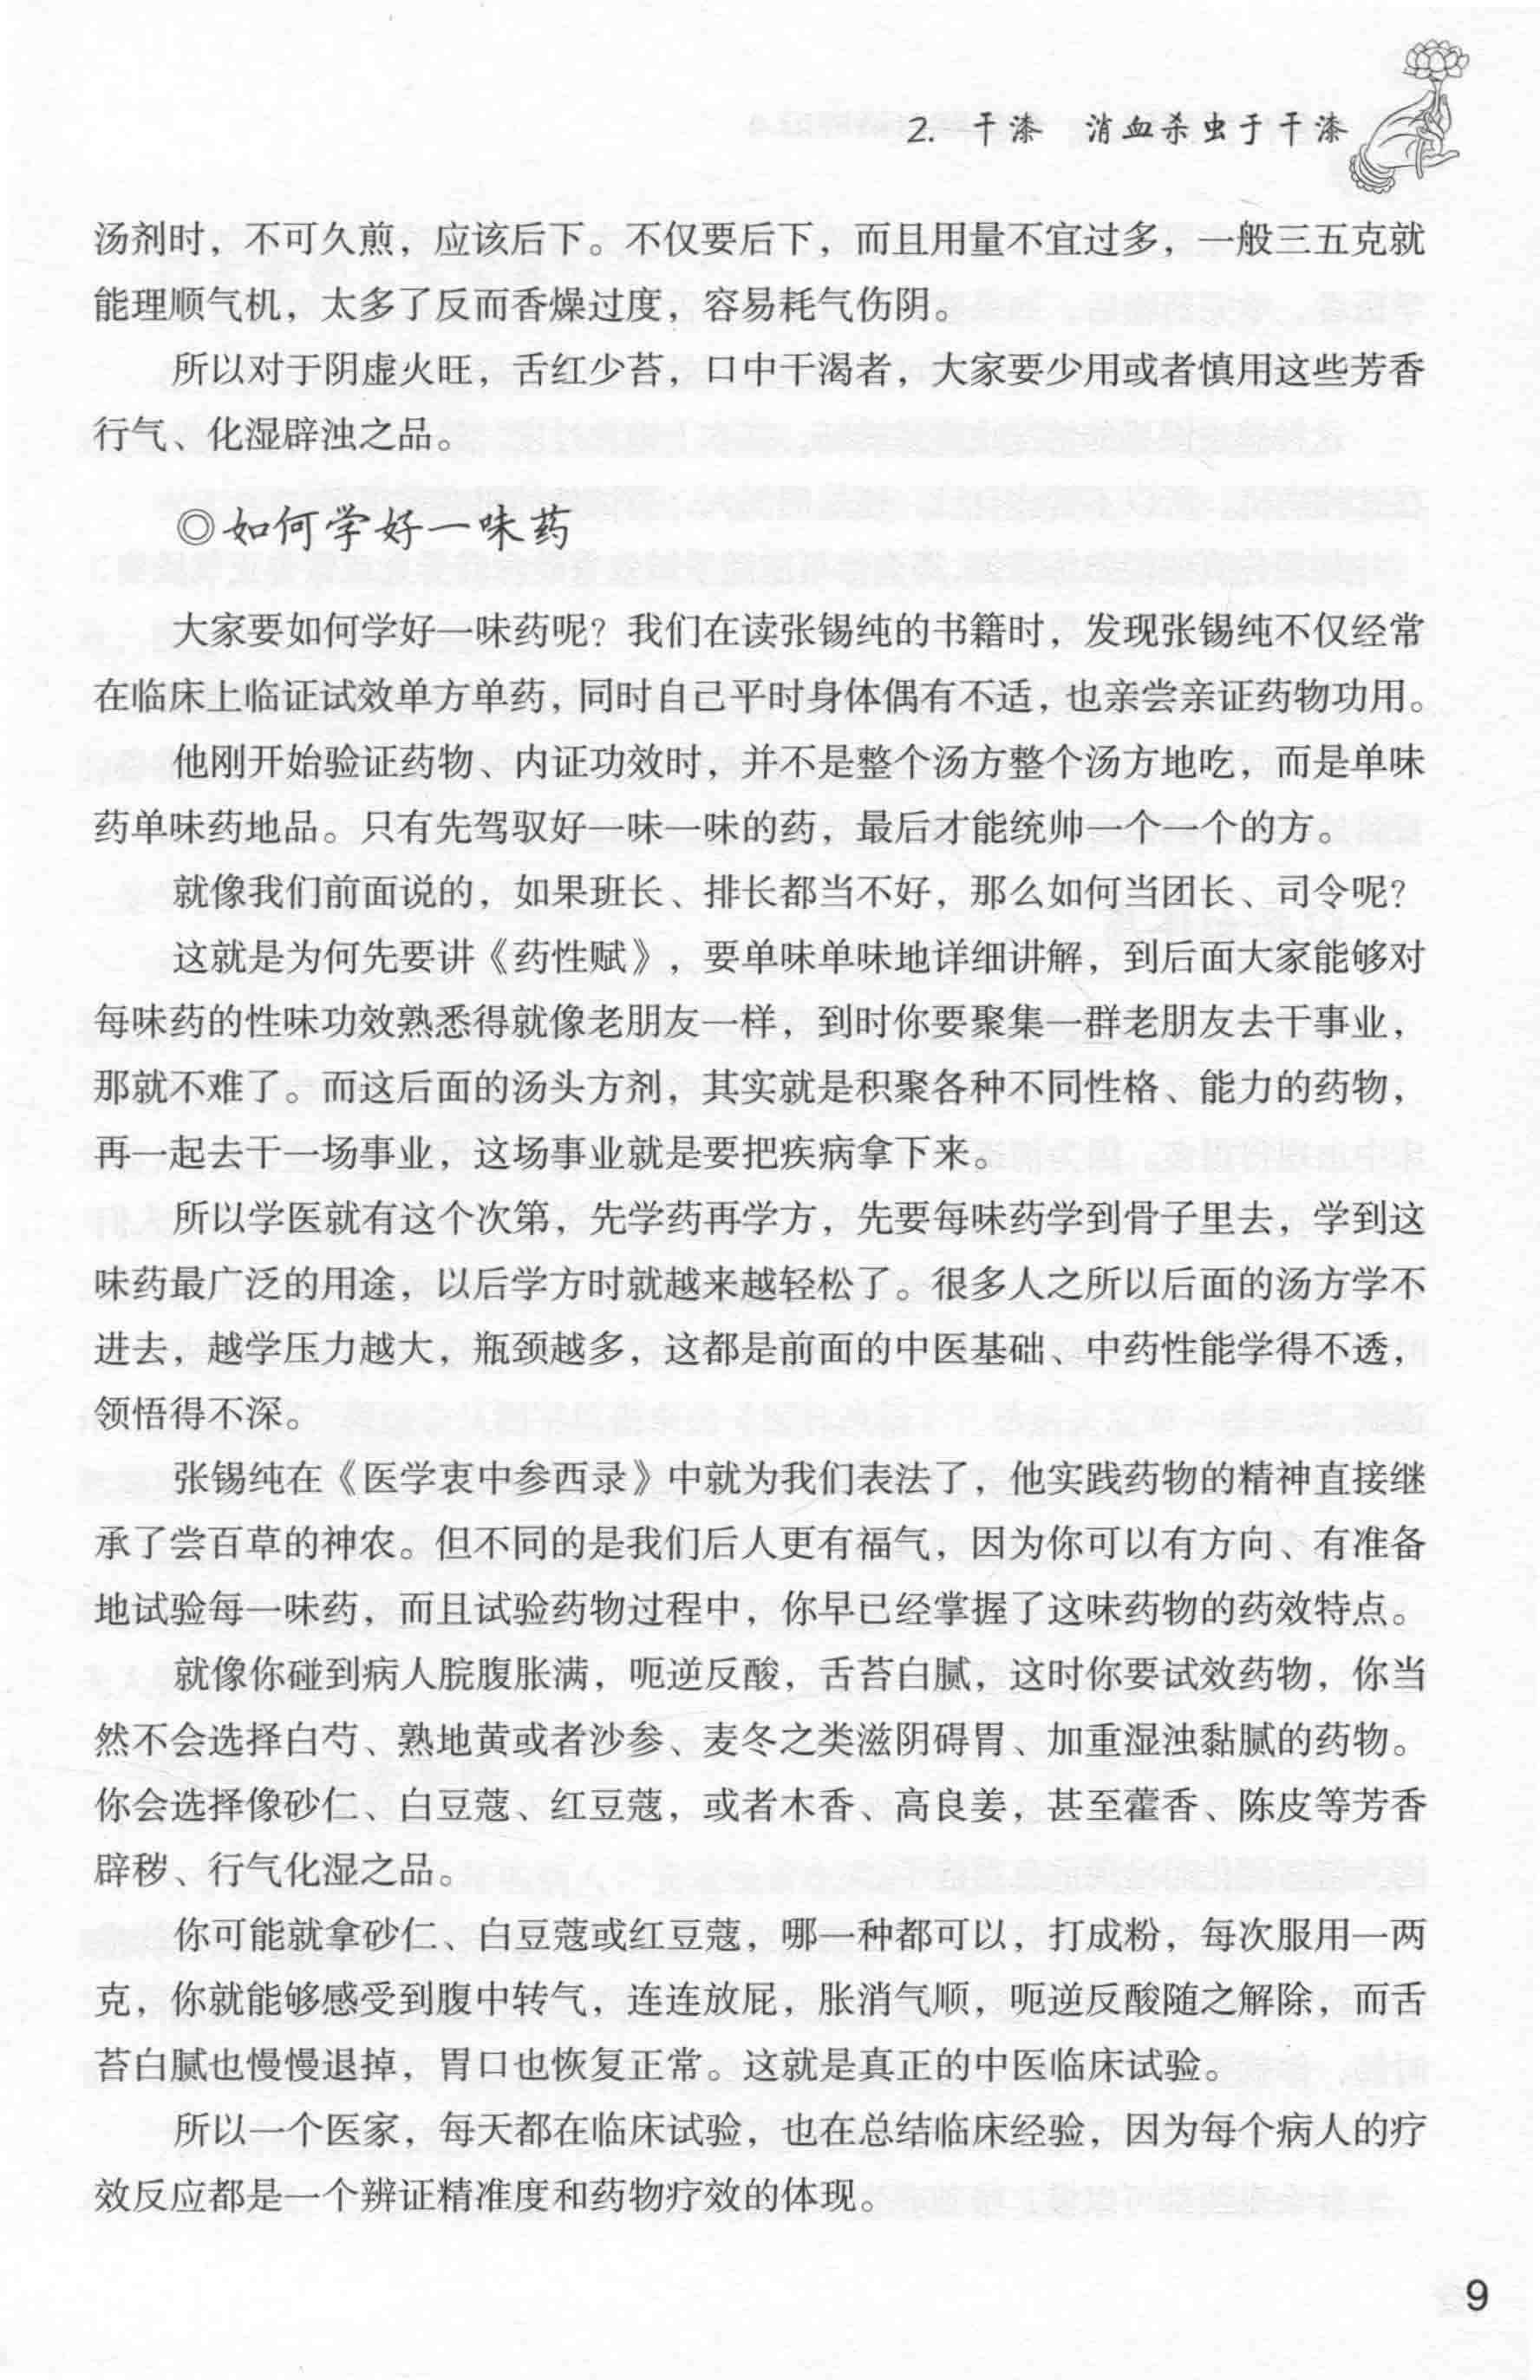 2. 干漆　消血杀虫于干漆
汤剂时，不可久煎，应该后下。不仅要后下，而且用量不宜过多，一般三五克就
能理顺气机，太多了反而香燥过度，容易耗气伤阴。
所以对于阴虚火旺，舌红少苔，口中干渴者，大家要少用或者慎用这些芳香
行气、化湿辟浊之品。
◎如何学好一味药
大家要如何学好一味药呢？我们在读张锡纯的书籍时，发现张锡纯不仅经常
在临床上临证试效单方单药，同时自己平时身体偶有不适，也亲尝亲证药物功用。
他刚开始验证药物、内证功效时，并不是整个汤方整个汤方地吃，而是单味
药单味药地品。只有先驾驭好一味一味的药，最后才能统帅一个一个的方。
就像我们前面说的，如果班长、排长都当不好，那么如何当团长、司令呢？
这就是为何先要讲《药性赋》，要单味单味地详细讲解，到后面大家能够对
每味药的性味功效熟悉得就像老朋友一样，到时你要聚集一群老朋友去干事业，
那就不难了。而这后面的汤头方剂，其实就是积聚各种不同性格、能力的药物，
再一起去干一场事业，这场事业就是要把疾病拿下来。
所以学医就有这个次第，先学药再学方，先要每味药学到骨子里去，学到这
味药最广泛的用途，以后学方时就越来越轻松了。很多人之所以后面的汤方学不
进去，越学压力越大，瓶颈越多，这都是前面的中医基础、中药性能学得不透，
领悟得不深。
张锡纯在《医学衷中参西录》中就为我们表法了，他实践药物的精神直接继
承了尝百草的神农。但不同的是我们后人更有福气，因为你可以有方向、有准备
地试验每一味药，而且试验药物过程中，你早已经掌握了这味药物的药效特点。
就像你碰到病人脘腹胀满，呃逆反酸，舌苔白腻，这时你要试效药物，你当
然不会选择白芍、熟地黄或者沙参、麦冬之类滋阴碍胃、加重湿浊黏腻的药物。
你会选择像砂仁、白豆蔻、红豆蔻，或者木香、高良姜，甚至藿香、陈皮等芳香
辟秽、行气化湿之品。
你可能就拿砂仁、白豆蔻或红豆蔻，哪一种都可以，打成粉，每次服用一两
克，你就能够感受到腹中转气，连连放屁，胀消气顺，呃逆反酸随之解除，而舌
苔白腻也慢慢退掉，胃口也恢复正常。这就是真正的中医临床试验。
所以一个医家，每天都在临床试验，也在总结临床经验，因为每个病人的疗
效反应都是一个辨证精准度和药物疗效的体现。
9